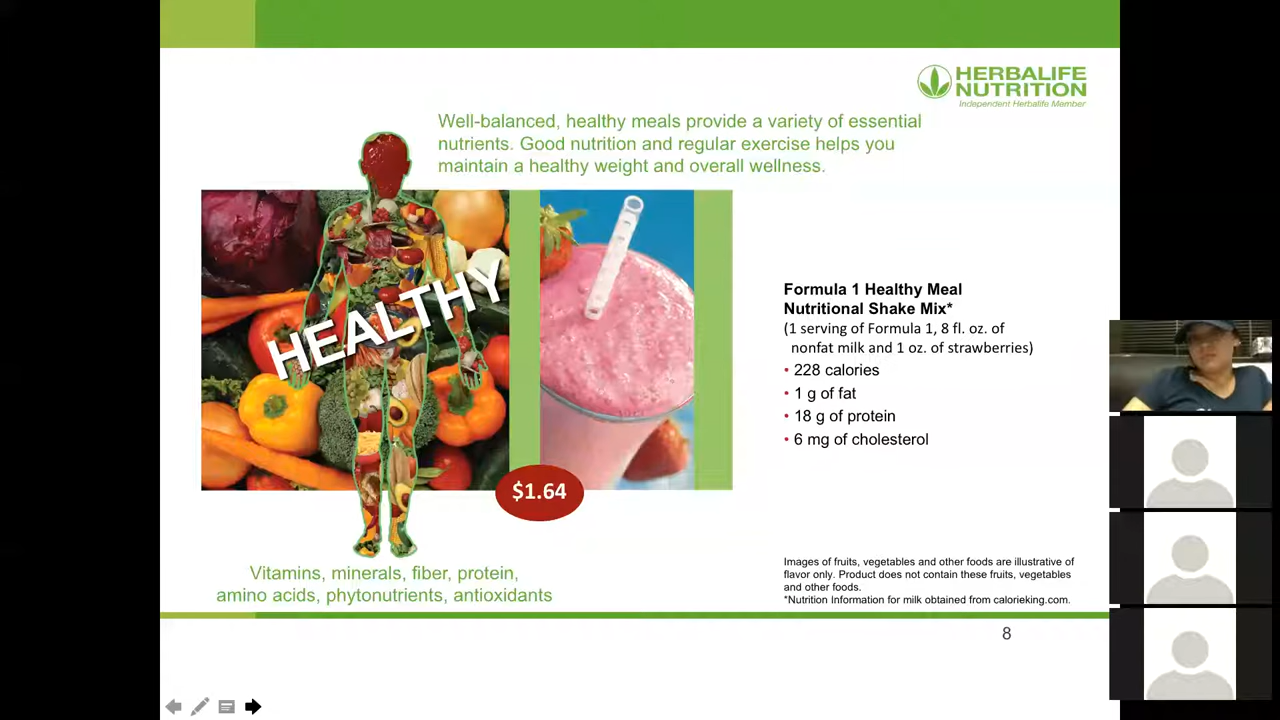 HERBALIFE
NUTRITION
Independent Herbalife Member
Well-balanced, healthy meals provide a variety of essential
nutrients. Good nutrition and regular exercise helps you
maintain a healthy weight and overall wellness.
HEALTHY
$1.64
Vitamins, minerals, fiber, protein,
amino acids, phytonutrients, antioxidants
Formula 1 Healthy Meal
Nutritional Shake Mix*
(1 serving of Formula 1, 8 fl. oz. of
nonfat milk and 1 oz. of strawberries)
• 228 calories
• 1 g of fat
• 18 g of protein
• 6 mg of cholesterol
Images of fruits, vegetables and other foods are illustrative of
flavor only. Product does not contain these fruits, vegetables
and other foods.
*Nutrition Information for milk obtained from calorieking.com.
8